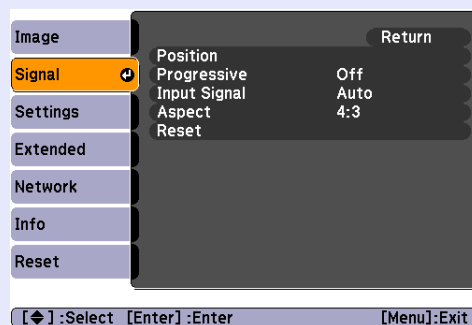 Image
Signal
Settings
Extended
Network
Info
Reset
Return
Position
Progressive Off
Input Signal Auto
Aspect 4:3
Reset
[◆] :Select [Enter] :Enter [Menu]:Exit